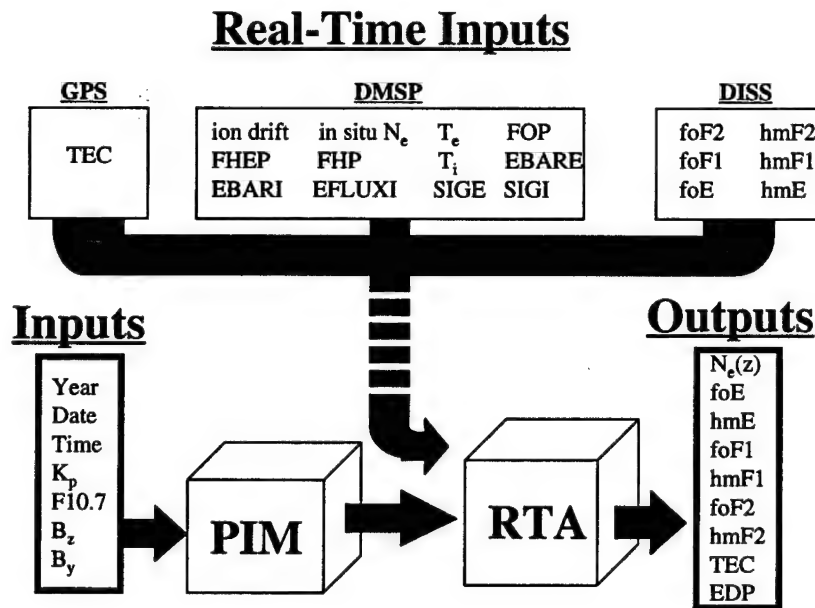 Real-Time Inputs
GPS
TEC
DMSP
ion drift in situ Ne Te FOP
FHEP FHP Ti EBARE
EBARI EFLUXI SIGE SIGI
DISS
foF2 hmF2
foF1 hmF1
foE hmE
Inputs
Year
Date
Time
Kp
F10.7
Bz
By
PIM
RTA
Outputs
Ne(z)
foE
hmE
foF1
hmF1
foF2
hmF2
TEC
EDP